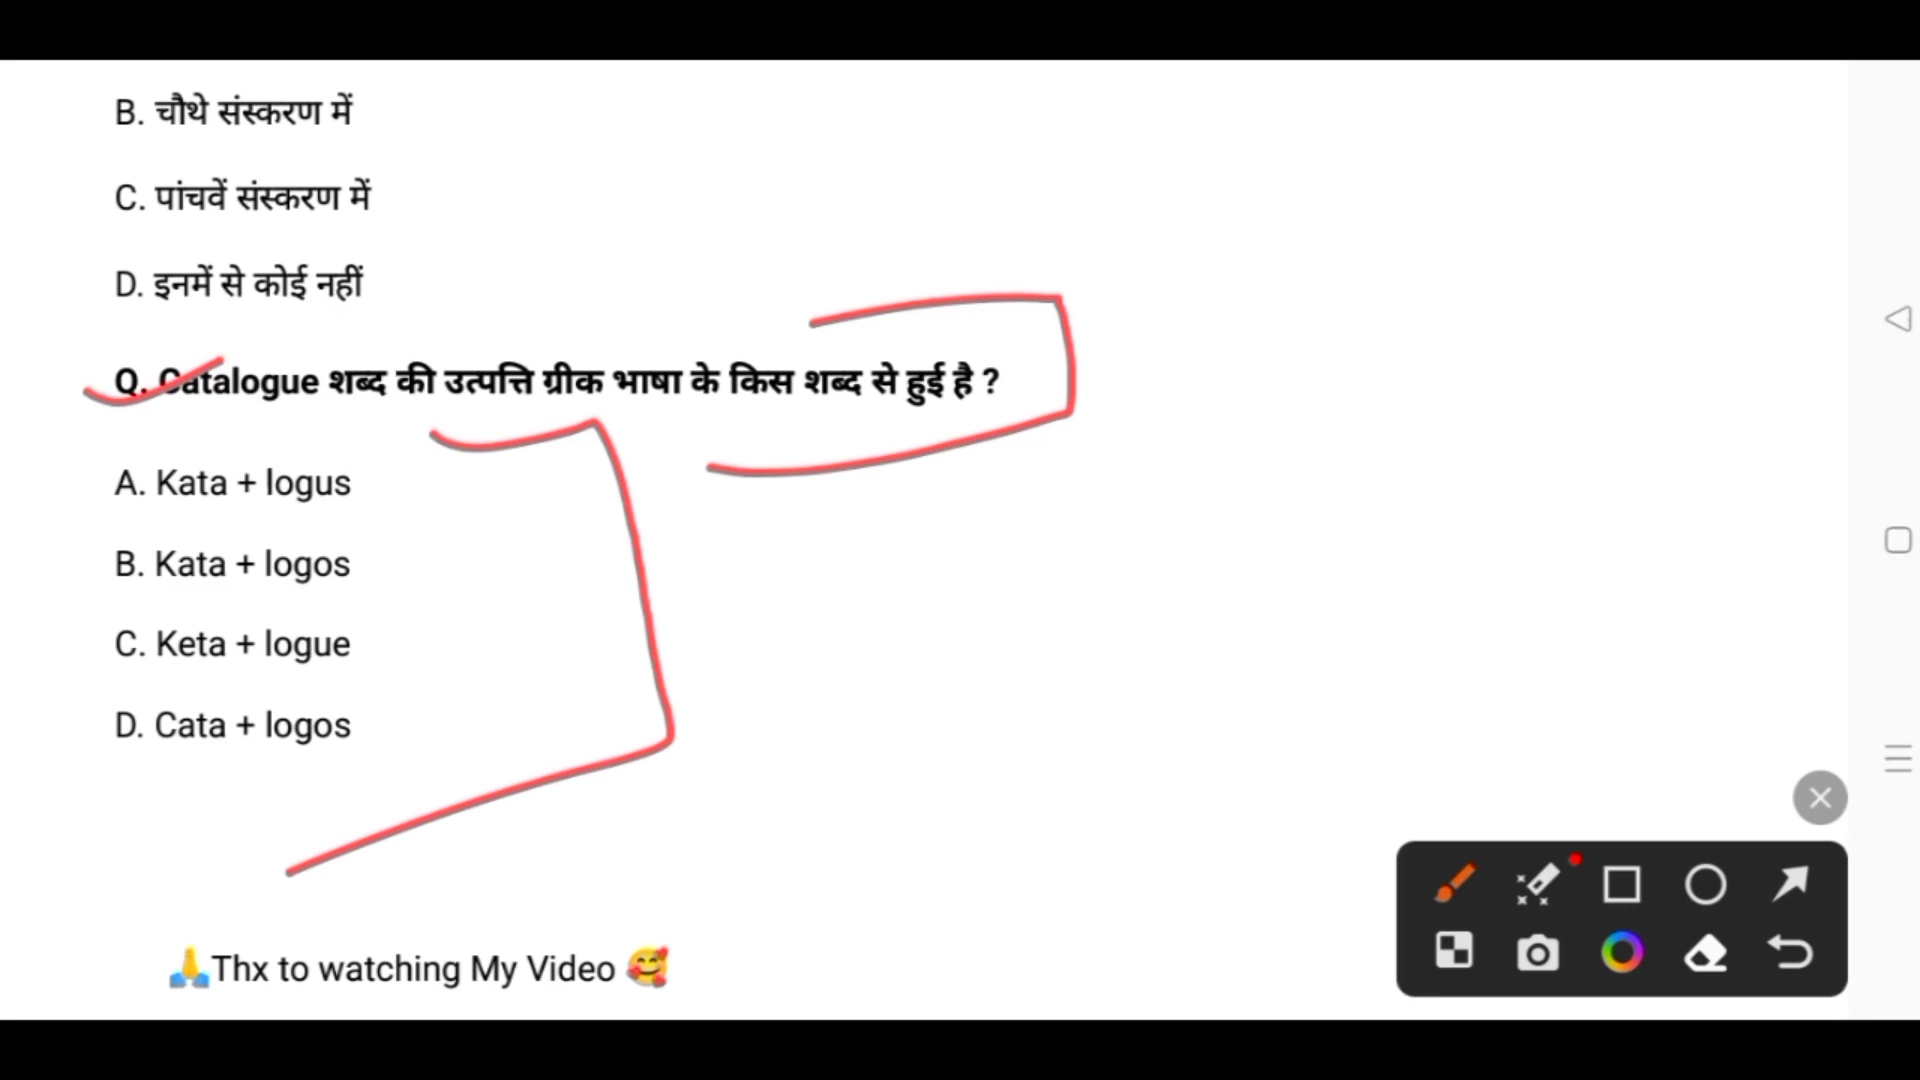 B. चौथे संस्करण में
C. पांचवें संस्करण में
D. इनमें से कोई नहीं
Q. Catalogue शब्द की उत्पत्ति ग्रीक भाषा के किस शब्द से हुई है ?
A. Kata + logus
B. Kata + logos
C. Keta + logue
D. Cata + logos
🙏Thx to watching My Video 🥰